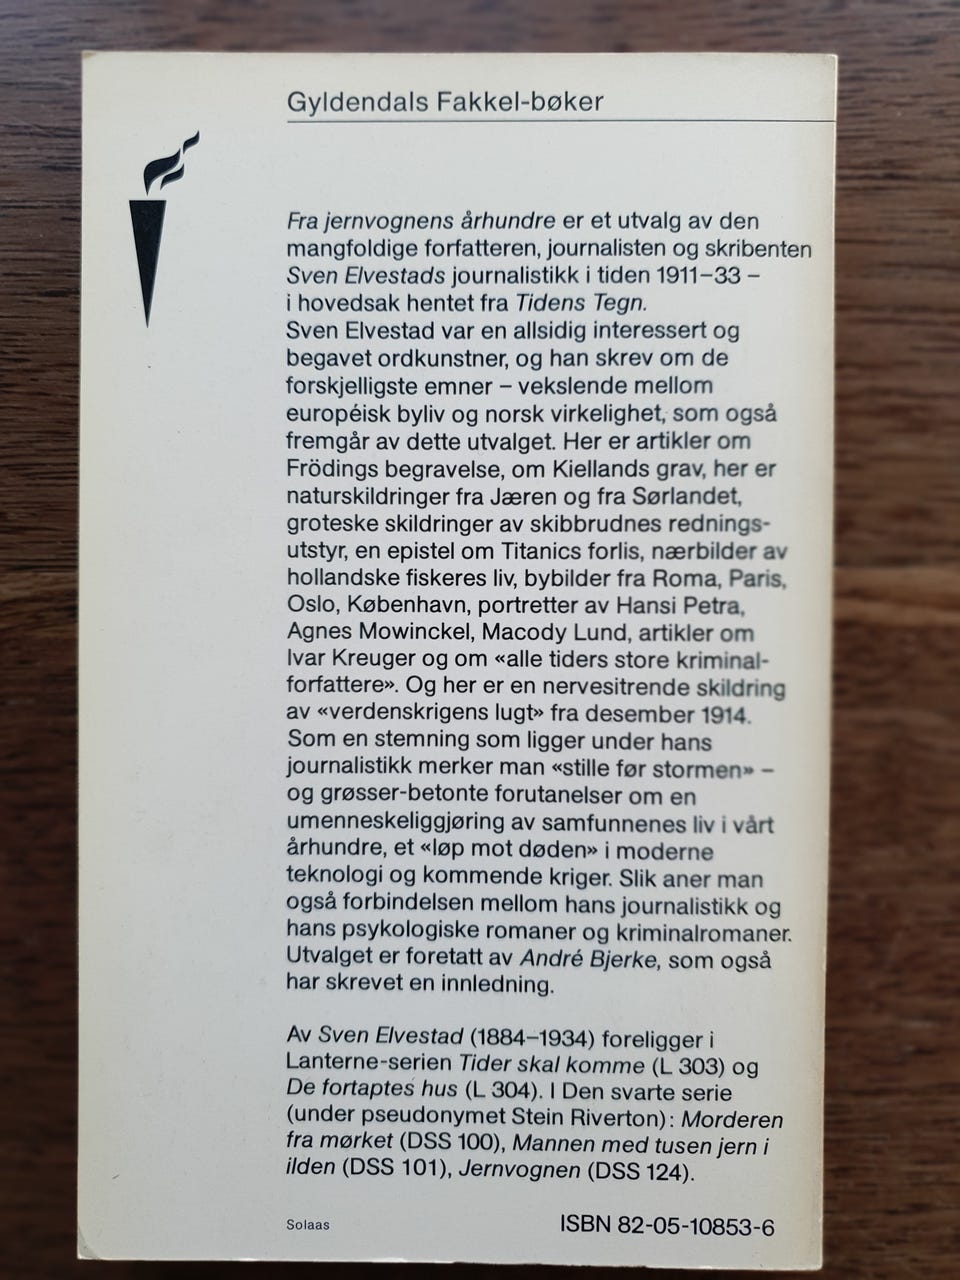 Gyldendals Fakkel-bøker
Fra jernvognens århundre er et utvalg av den
mangfoldige forfatteren, journalisten og skribenten
Sven Elvestads journalistikk i tiden 1911–33 –
i hovedsak hentet fra Tidens Tegn.
Sven Elvestad var en allsidig interessert og
begavet ordkunstner, og han skrev om de
forskjelligste emner – vekslende mellom
européisk byliv og norsk virkelighet, som også
fremgår av dette utvalget. Her er artikler om
Frödings begravelse, om Kiellands grav, her er
naturskildringer fra Jæren og fra Sørlandet,
groteske skildringer av skibbrudnes rednings-
utstyr, en epistel om Titanics forlis, nærbilder av
hollandske fiskeres liv, bybilder fra Roma, Paris,
Oslo, København, portretter av Hansi Petra,
Agnes Mowinckel, Macody Lund, artikler om
Ivar Kreuger og om «alle tiders store kriminal-
forfattere». Og her er en nervesitrende skildring
av «verdenskrigens lugt» fra desember 1914.
Som en stemning som ligger under hans
journalistikk merker man «stille før stormen» –
og grøsser-betonte forutanelser om en
umenneskeliggjøring av samfunnenes liv i vårt
århundre, et «løp mot døden» i moderne
teknologi og kommende kriger. Slik aner man
også forbindelsen mellom hans journalistikk og
hans psykologiske romaner og kriminalromaner.
Utvalget er foretatt av André Bjerke, som også
har skrevet en innledning.
Av Sven Elvestad (1884–1934) foreligger i
Lanterne-serien Tider skal komme (L 303) og
De fortaptes hus (L 304). I Den svarte serie
(under pseudonymet Stein Riverton): Morderen
fra mørket (DSS 100), Mannen med tusen jern i
ilden (DSS 101), Jernvognen (DSS 124).
Solaas
ISBN 82-05-10853-6